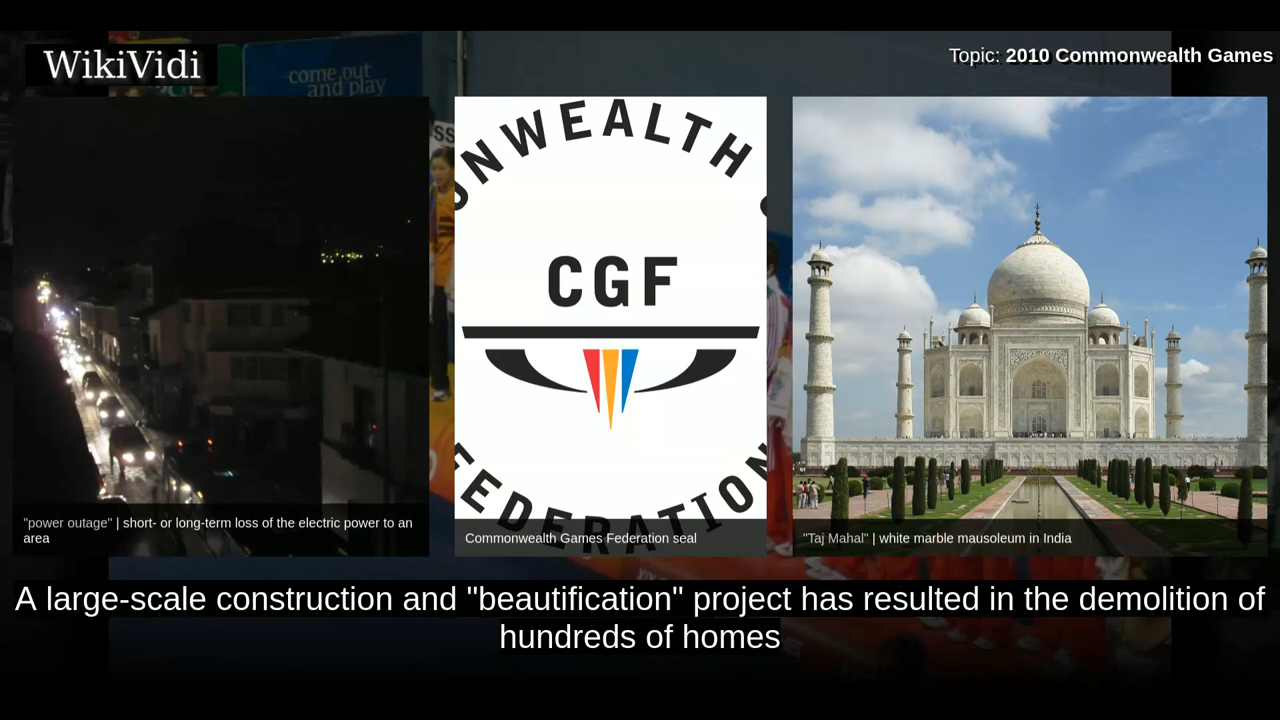 WikiVidi
Topic: 2010 Commonwealth Games
come out
and play
SS
ONWEALTH G
CGF
FEDERATION
"power outage" | short- or long-term loss of the electric power to an
area
Commonwealth Games Federation seal
"Taj Mahal" | white marble mausoleum in India
A large-scale construction and "beautification" project has resulted in the demolition of
hundreds of homes